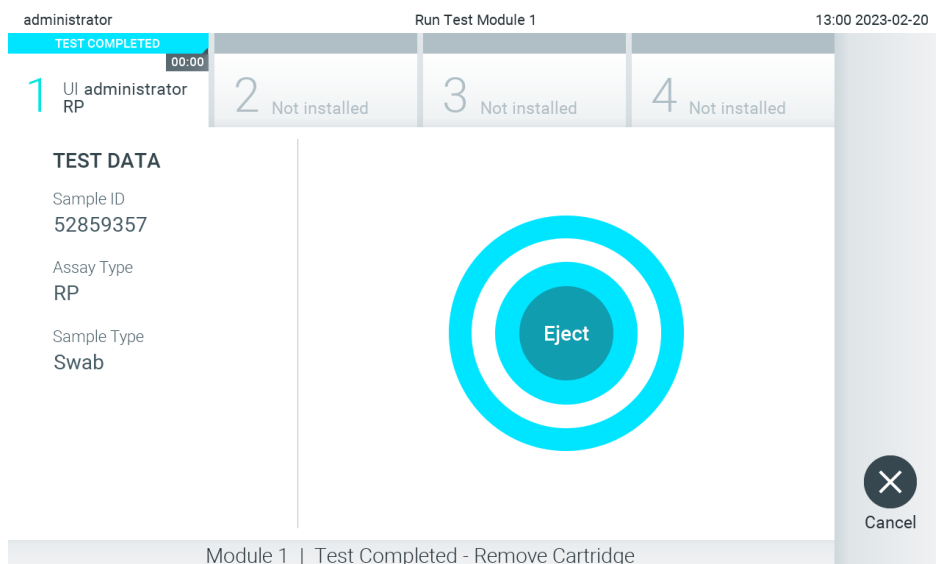 administrator Run Test Module 1 13:00 2023-02-20
TEST COMPLETED
00:00
1 UI administrator
RP
2 Not installed
3 Not installed
4 Not installed
TEST DATA
Sample ID
52859357
Assay Type
RP
Sample Type
Swab
Eject
Cancel
Module 1 | Test Completed - Remove Cartridge